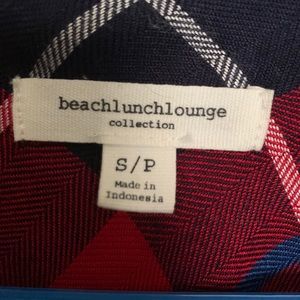 beachlunchlounge
collection
S/P
Made in
Indonesia